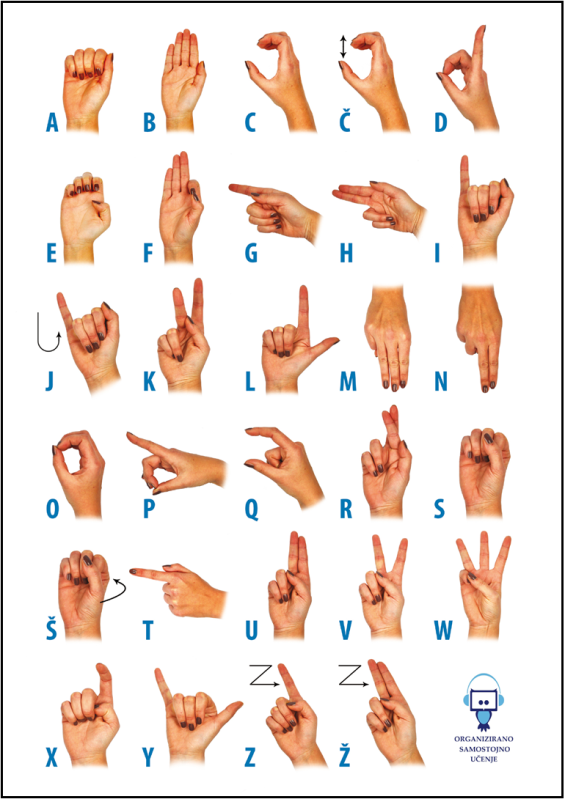 A B C Č D
E F G H I
J K L M N
O P Q R S
Š T U V W
X Y Z Ž
ORGANIZIRANO
SAMOSTOJNO
UČENJE